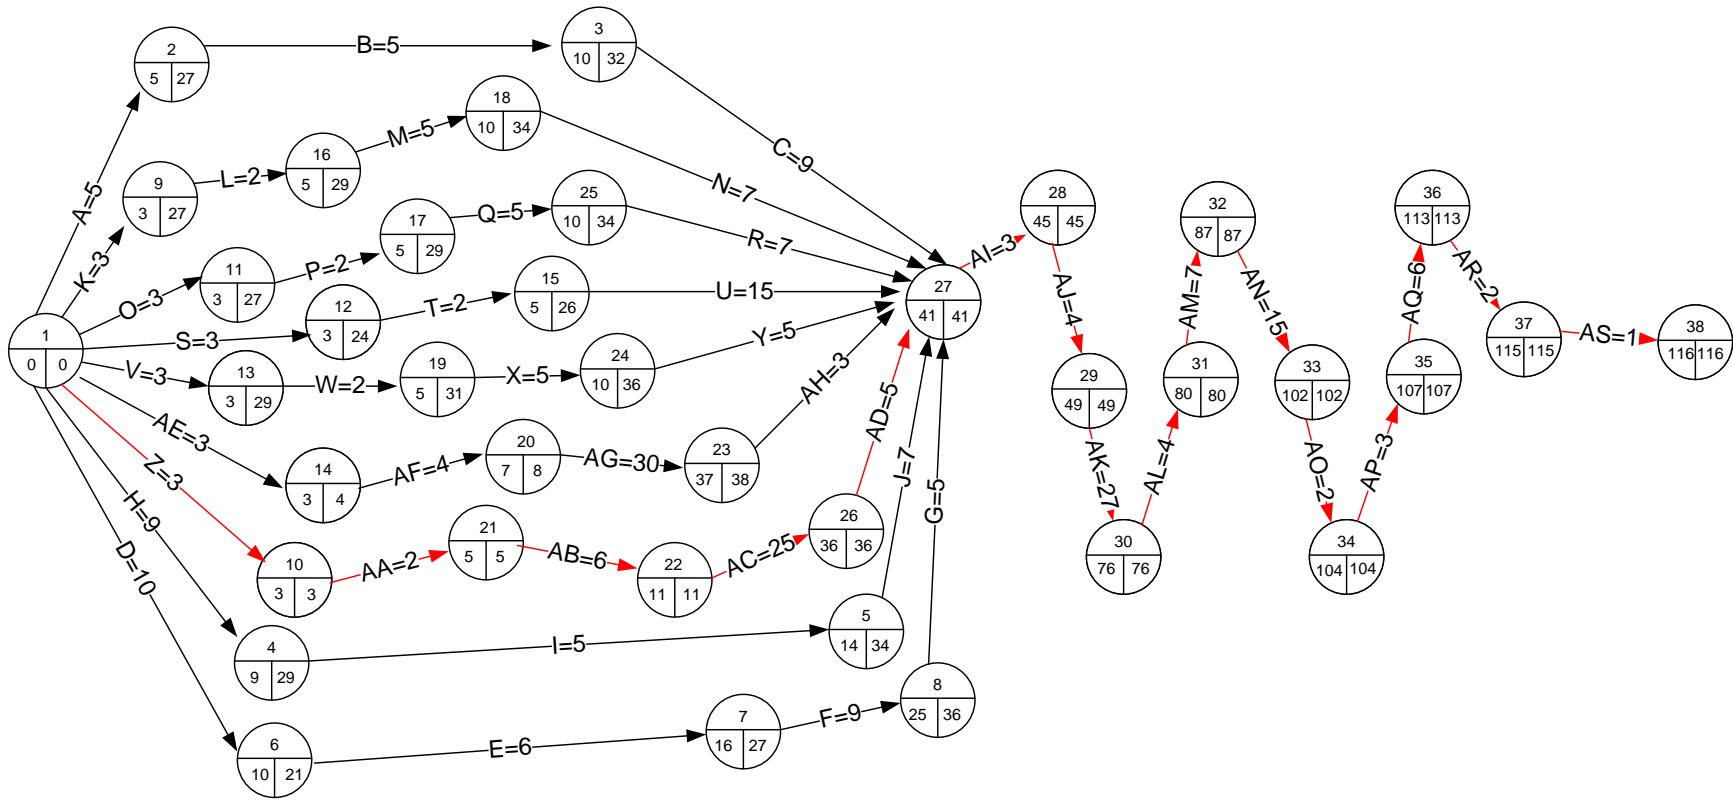 2
5 27
B=5
3
10 32
A=5
C=9
9
3 27
K=3
L=2
16
5 29
M=5
18
10 34
N=7
11
3 27
O=3
P=2
17
5 29
Q=5
25
10 34
R=7
1
0 0
S=3
12
3 24
T=2
15
5 26
U=15
V=3
13
3 29
W=2
19
5 31
X=5
24
10 36
Y=5
AE=3
14
3 4
AF=4
20
7 8
AG=30
23
37 38
AH=3
Z=3
10
3 3
AA=2
21
5 5
AB=6
22
11 11
AC=25
26
36 36
AD=5
H=9
4
9 29
I=5
5
14 34
J=7
D=10
6
10 21
E=6
7
16 27
F=9
8
25 36
G=5
27
41 41
AI=3
28
45 45
AJ=4
29
49 49
AK=27
30
76 76
AL=4
31
80 80
AM=7
32
87 87
AN=15
33
102 102
AO=2
34
104 104
AP=3
35
107 107
AQ=6
36
113 113
AR=2
37
115 115
AS=1
38
116 116